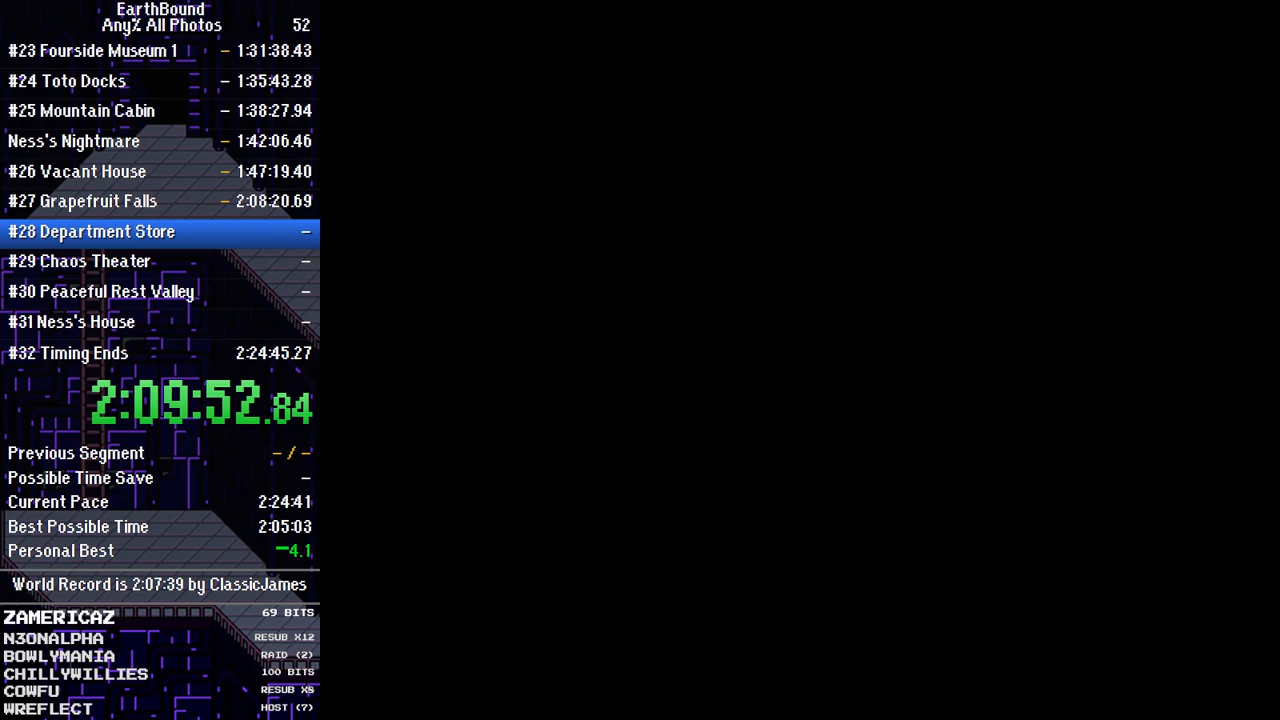 EarthBound
Any% All Photos 52
#23 Fourside Museum 1 – 1:31:38.43
#24 Toto Docks – 1:35:43.28
#25 Mountain Cabin – 1:38:27.94
Ness's Nightmare – 1:42:06.46
#26 Vacant House – 1:47:19.40
#27 Grapefruit Falls – 2:08:20.69
#28 Department Store –
#29 Chaos Theater –
#30 Peaceful Rest Valley –
#31 Ness's House –
#32 Timing Ends 2:24:45.27
2:09:52.84
Previous Segment – / –
Possible Time Save –
Current Pace 2:24:41
Best Possible Time 2:05:03
Personal Best −4.1
World Record is 2:07:39 by ClassicJames
ZAMERICAZ 69 BITS
N3ONALPHA RESUB X12
BOWLYMANIA RAID (2)
CHILLYWILLIES 100 BITS
COWFU RESUB X8
WREFLECT HOST (7)